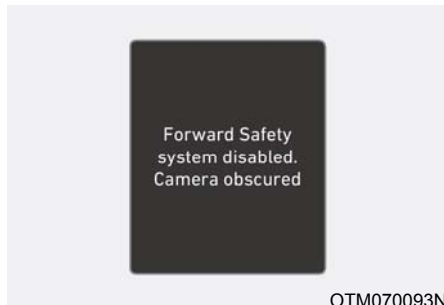 Forward Safety
system disabled.
Camera obscured
OTM070093N